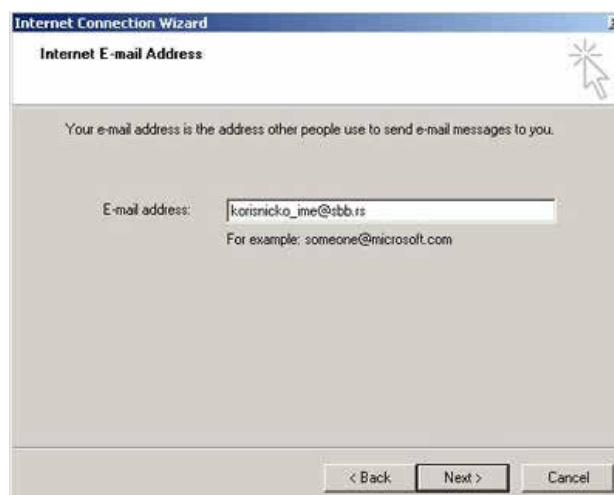 Internet Connection Wizard
Internet E-mail Address
Your e-mail address is the address other people use to send e-mail messages to you.
E-mail address: korisnicko_ime@sbb.rs
For example: someone@microsoft.com
< Back Next > Cancel